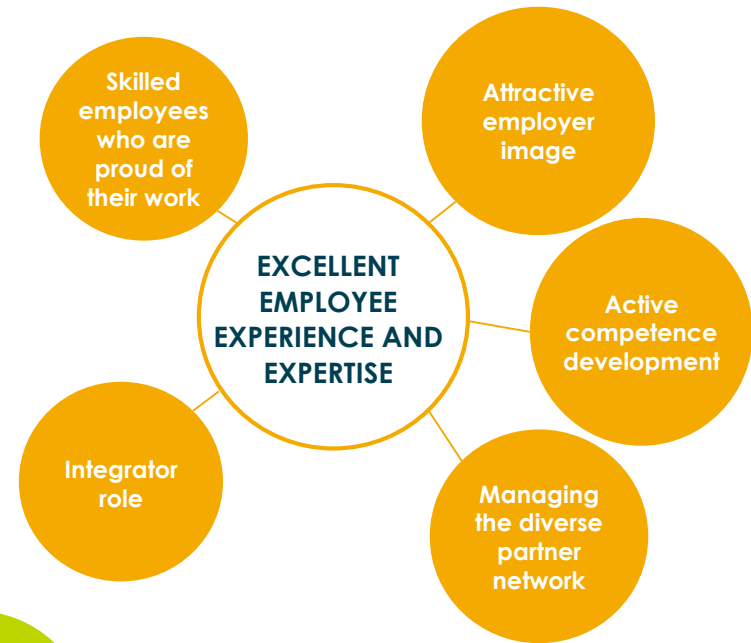 Skilled
employees
who are
proud of
their work
Attractive
employer
image
EXCELLENT
EMPLOYEE
EXPERIENCE AND
EXPERTISE
Active
competence
development
Integrator
role
Managing
the diverse
partner
network